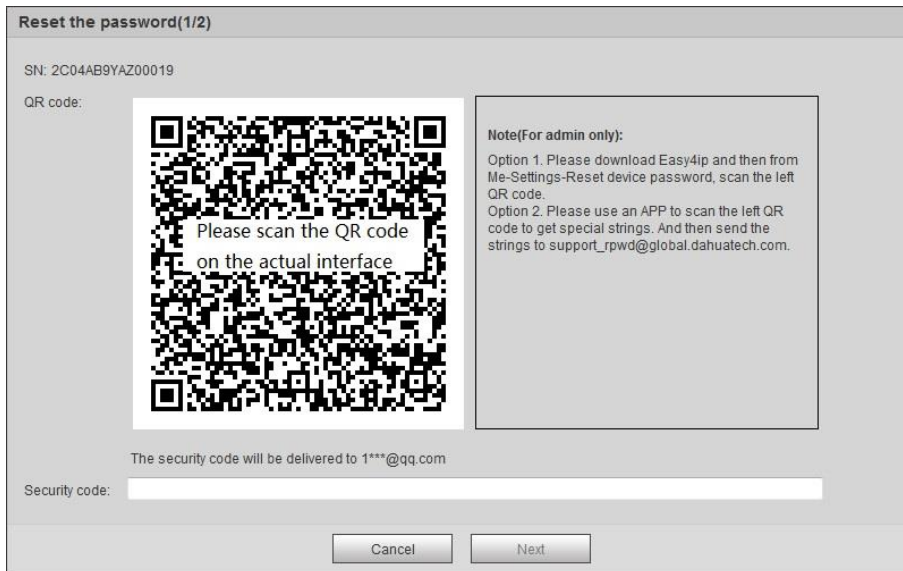 Reset the password(1/2)
SN: 2C04AB9YAZ00019
QR code:
Please scan the QR code
on the actual interface
Note(For admin only):
Option 1. Please download Easy4ip and then from
Me-Settings-Reset device password, scan the left
QR code.
Option 2. Please use an APP to scan the left QR
code to get special strings. And then send the
strings to support_rpwd@global.dahuatech.com.
The security code will be delivered to 1***@qq.com
Security code:
Cancel
Next